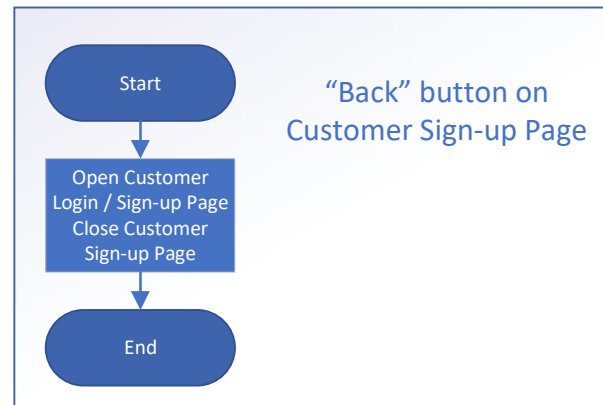 Start
“Back” button on
Customer Sign-up Page
Open Customer
Login / Sign-up Page
Close Customer
Sign-up Page
End